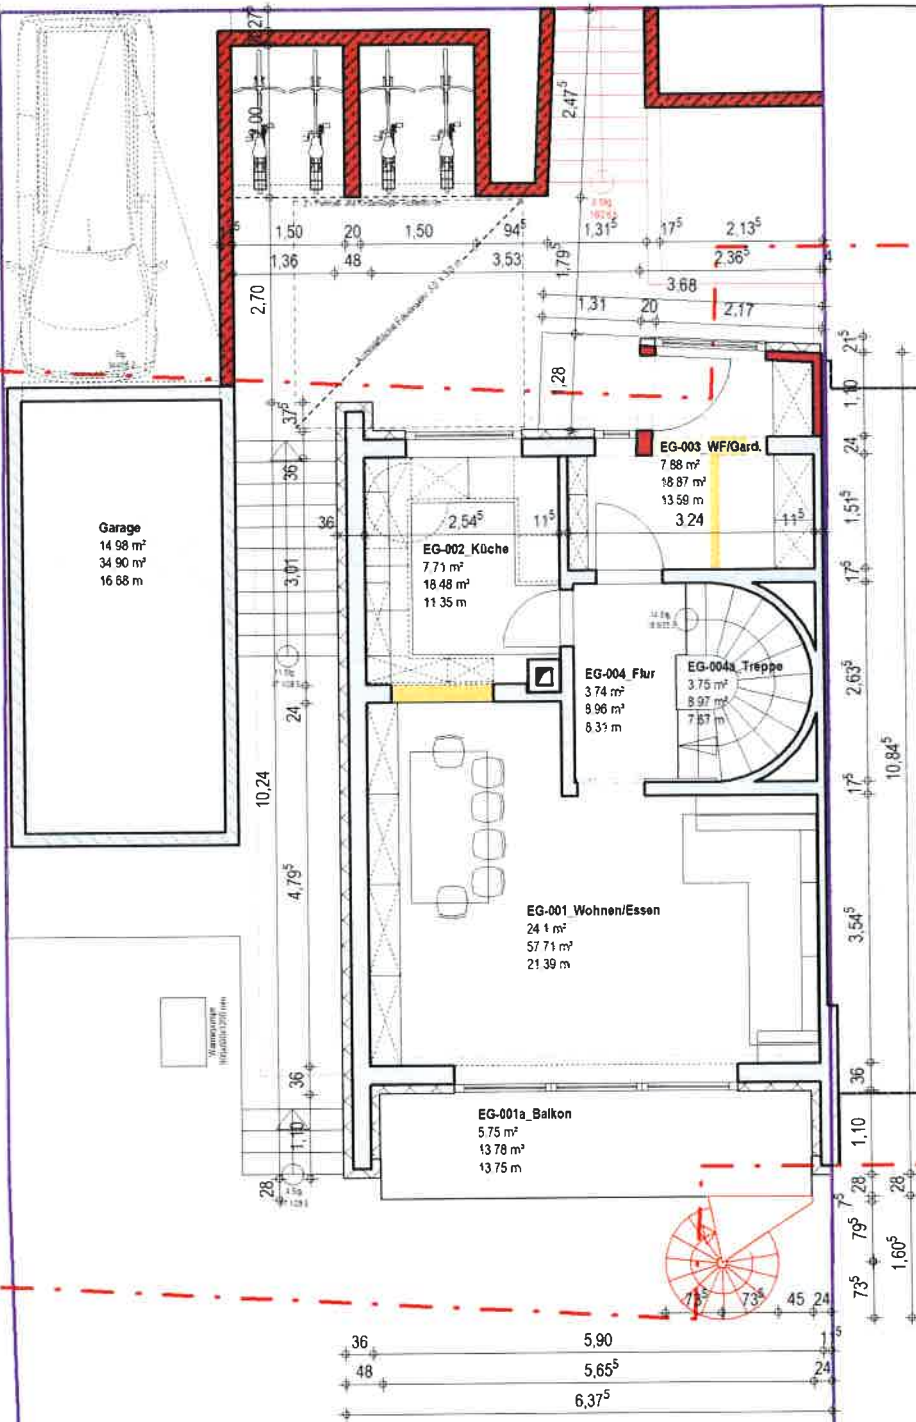 27⁵
2,00
2,47⁵
1,50
20
1,50
94⁵
1,31⁵
17⁵
2,13⁵
1,36
48
3,53
1,79⁵
2,36⁵
4
3,68
2,70
1,31
20
2,17
21⁵
1,28
1,10
37⁵
24
EG-003_WF/Gard.
7.88 m²
18.87 m³
13.59 m
3,24
11⁵
1,51⁵
36
36
2,54⁵
11⁵
EG-002_Küche
7.71 m²
18.48 m³
11.35 m
Garage
14.98 m²
34.90 m³
16.68 m
3,01
17⁵
EG-004_Flur
3.74 m²
8.96 m³
8.31 m
EG-004a_Treppe
3.75 m²
8.97 m³
7.67 m
2,63⁵
24
10,84⁵
10,24
17⁵
4,79⁵
EG-001_Wohnen/Essen
24.1 m²
57.71 m³
21.39 m
3,54⁵
Wärmepumpe
36
36
EG-001a_Balkon
5.75 m²
13.78 m³
13.75 m
1,10
1,10
28
28
28
7⁵
79⁵
1,60⁵
73⁵
73⁵
73⁵
45
24
36
5,90
11⁵
48
5,65⁵
24
6,37⁵